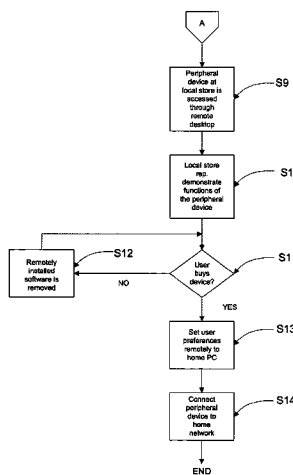 A
Peripheral
device at
local store is
accessed
through
remote
desktop
S9
Local store
rep.
demonstrate
functions of
the peripheral
device
S1
User
buys
device?
S1
NO
Remotely
installed
software is
removed
S12
YES
Set user
preferences
remotely to
home PC
S13
Connect
peripheral
device to
home
network
S14
END